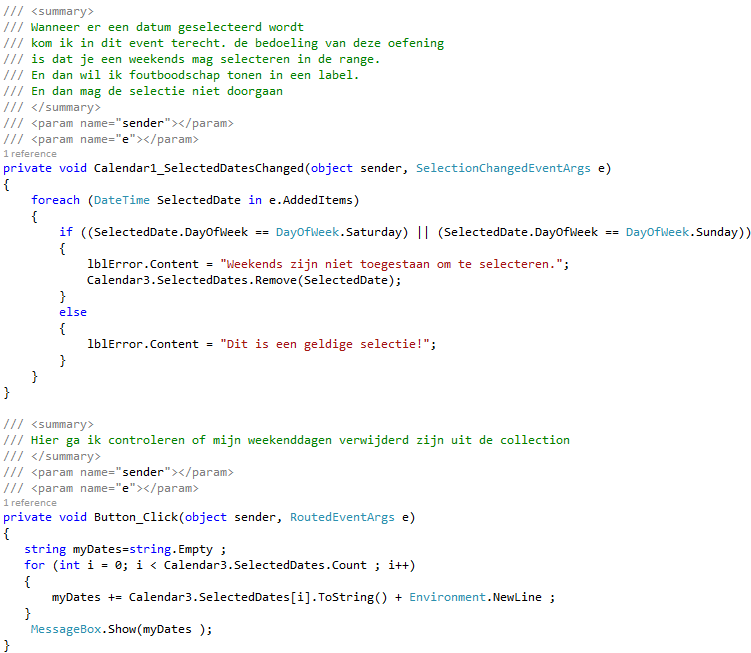 /// <summary>
/// Wanneer er een datum geselecteerd wordt
/// kom ik in dit event terecht. de bedoeling van deze oefening
/// is dat je een weekends mag selecteren in de range.
/// En dan wil ik foutboodschap tonen in een label.
/// En dan mag de selectie niet doorgaan
/// </summary>
/// <param name="sender"></param>
/// <param name="e"></param>
1 reference
private void Calendar1_SelectedDatesChanged(object sender, SelectionChangedEventArgs e)
{
    foreach (DateTime SelectedDate in e.AddedItems)
    {
        if ((SelectedDate.DayOfWeek == DayOfWeek.Saturday) || (SelectedDate.DayOfWeek == DayOfWeek.Sunday))
        {
            lblError.Content = "Weekends zijn niet toegestaan om te selecteren.";
            Calendar3.SelectedDates.Remove(SelectedDate);
        }
        else
        {
            lblError.Content = "Dit is een geldige selectie!";
        }
    }
}
/// <summary>
/// Hier ga ik controleren of mijn weekenddagen verwijderd zijn uit de collection
/// </summary>
/// <param name="sender"></param>
/// <param name="e"></param>
1 reference
private void Button_Click(object sender, RoutedEventArgs e)
{
   string myDates=string.Empty ;
   for (int i = 0; i < Calendar3.SelectedDates.Count ; i++)
   {
       myDates += Calendar3.SelectedDates[i].ToString() + Environment.NewLine ;
   }
    MessageBox.Show(myDates );
}